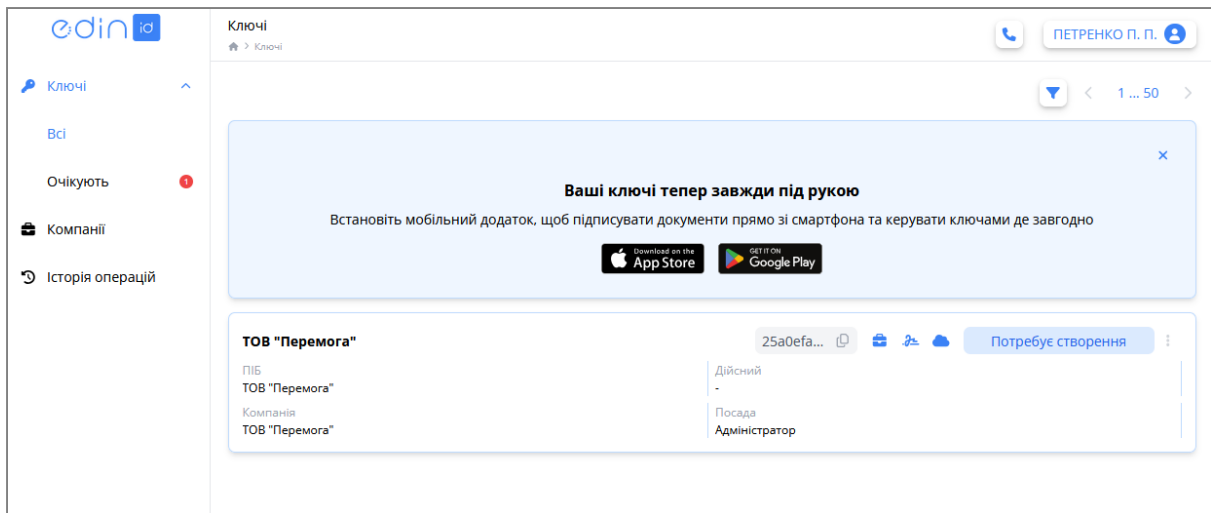 edin id
Ключі
Ключі
ПЕТРЕНКО П. П.
Ключі
Всі
Очікують 1
Компанії
Історія операцій
1 ... 50
Ваші ключі тепер завжди під рукою
Встановіть мобільний додаток, щоб підписувати документи прямо зі смартфона та керувати ключами де завгодно
Download on the
App Store
GET IT ON
Google Play
ТОВ "Перемога"
25a0efa...
Потребує створення
ПІБ
ТОВ "Перемога"
Дійсний
-
Компанія
ТОВ "Перемога"
Посада
Адміністратор